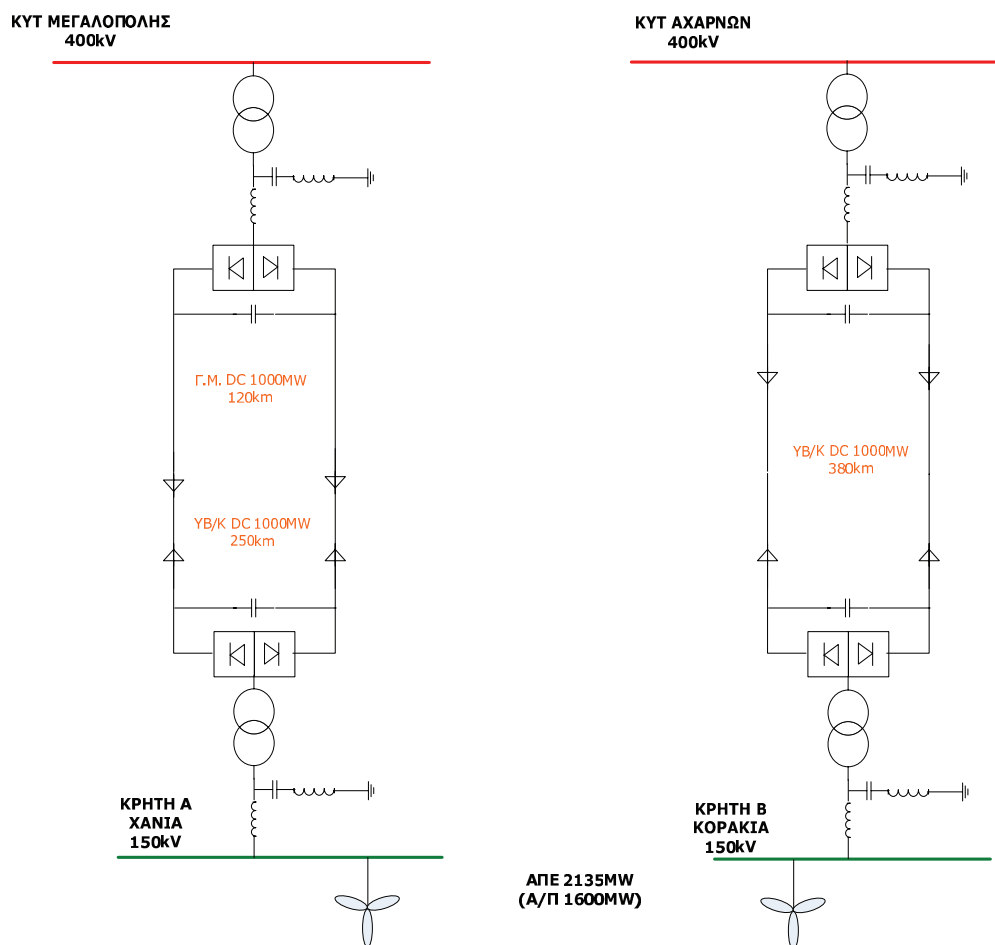 ΚΥΤ ΜΕΓΑΛΟΠΟΛΗΣ
400kV
ΚΥΤ ΑΧΑΡΝΩΝ
400kV
Γ.Μ. DC 1000MW
120km
ΥΒ/Κ DC 1000MW
250km
ΥΒ/Κ DC 1000MW
380km
ΚΡΗΤΗ Α
ΧΑΝΙΑ
150kV
ΚΡΗΤΗ Β
ΚΟΡΑΚΙΑ
150kV
ΑΠΕ 2135MW
(Α/Π 1600MW)